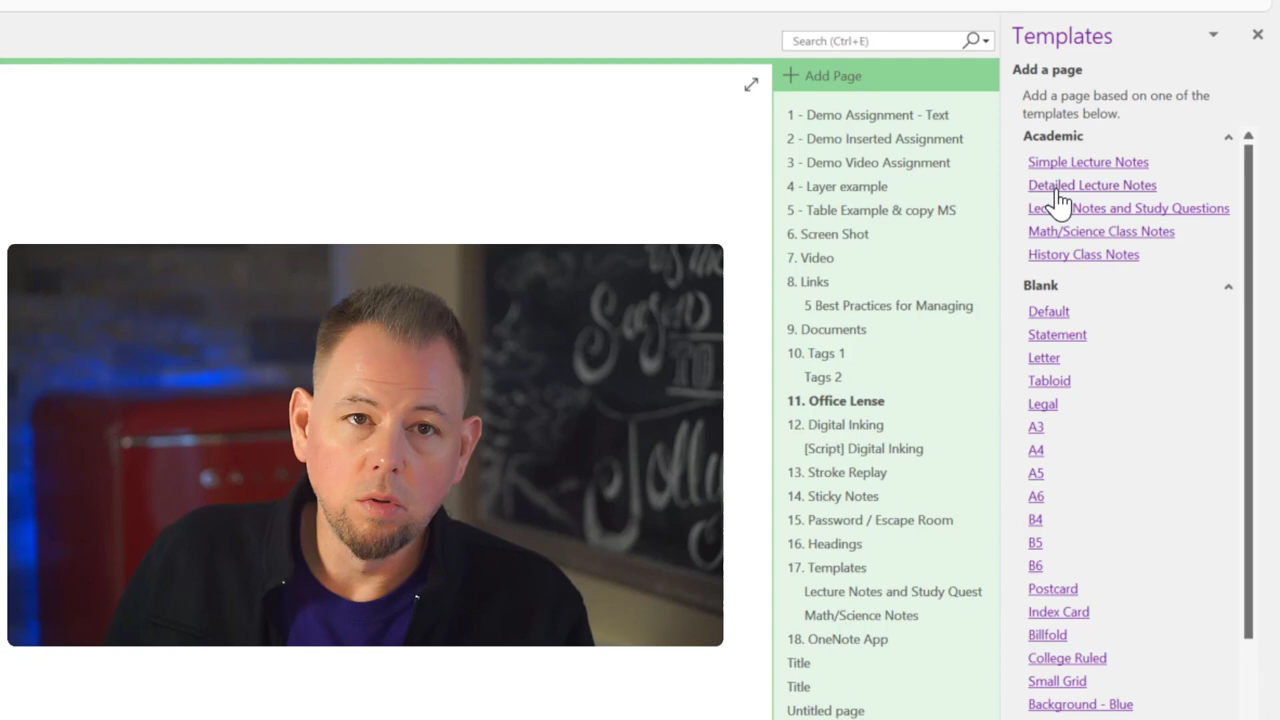 Search (Ctrl+E)
Add Page
1 - Demo Assignment - Text
2 - Demo Inserted Assignment
3 - Demo Video Assignment
4 - Layer example
5 - Table Example & copy MS
6. Screen Shot
7. Video
8. Links
5 Best Practices for Managing
9. Documents
10. Tags 1
Tags 2
11. Office Lense
12. Digital Inking
[Script] Digital Inking
13. Stroke Replay
14. Sticky Notes
15. Password / Escape Room
16. Headings
17. Templates
Lecture Notes and Study Quest
Math/Science Notes
18. OneNote App
Title
Title
Untitled page
Templates
Add a page
Add a page based on one of the
templates below.
Academic
Simple Lecture Notes
Detailed Lecture Notes
Notes and Study Questions
Math/Science Class Notes
History Class Notes
Blank
Default
Statement
Letter
Tabloid
Legal
A3
A4
A5
A6
B4
B5
B6
Postcard
Index Card
Billfold
College Ruled
Small Grid
Background - Blue
Season
TO
Jolly